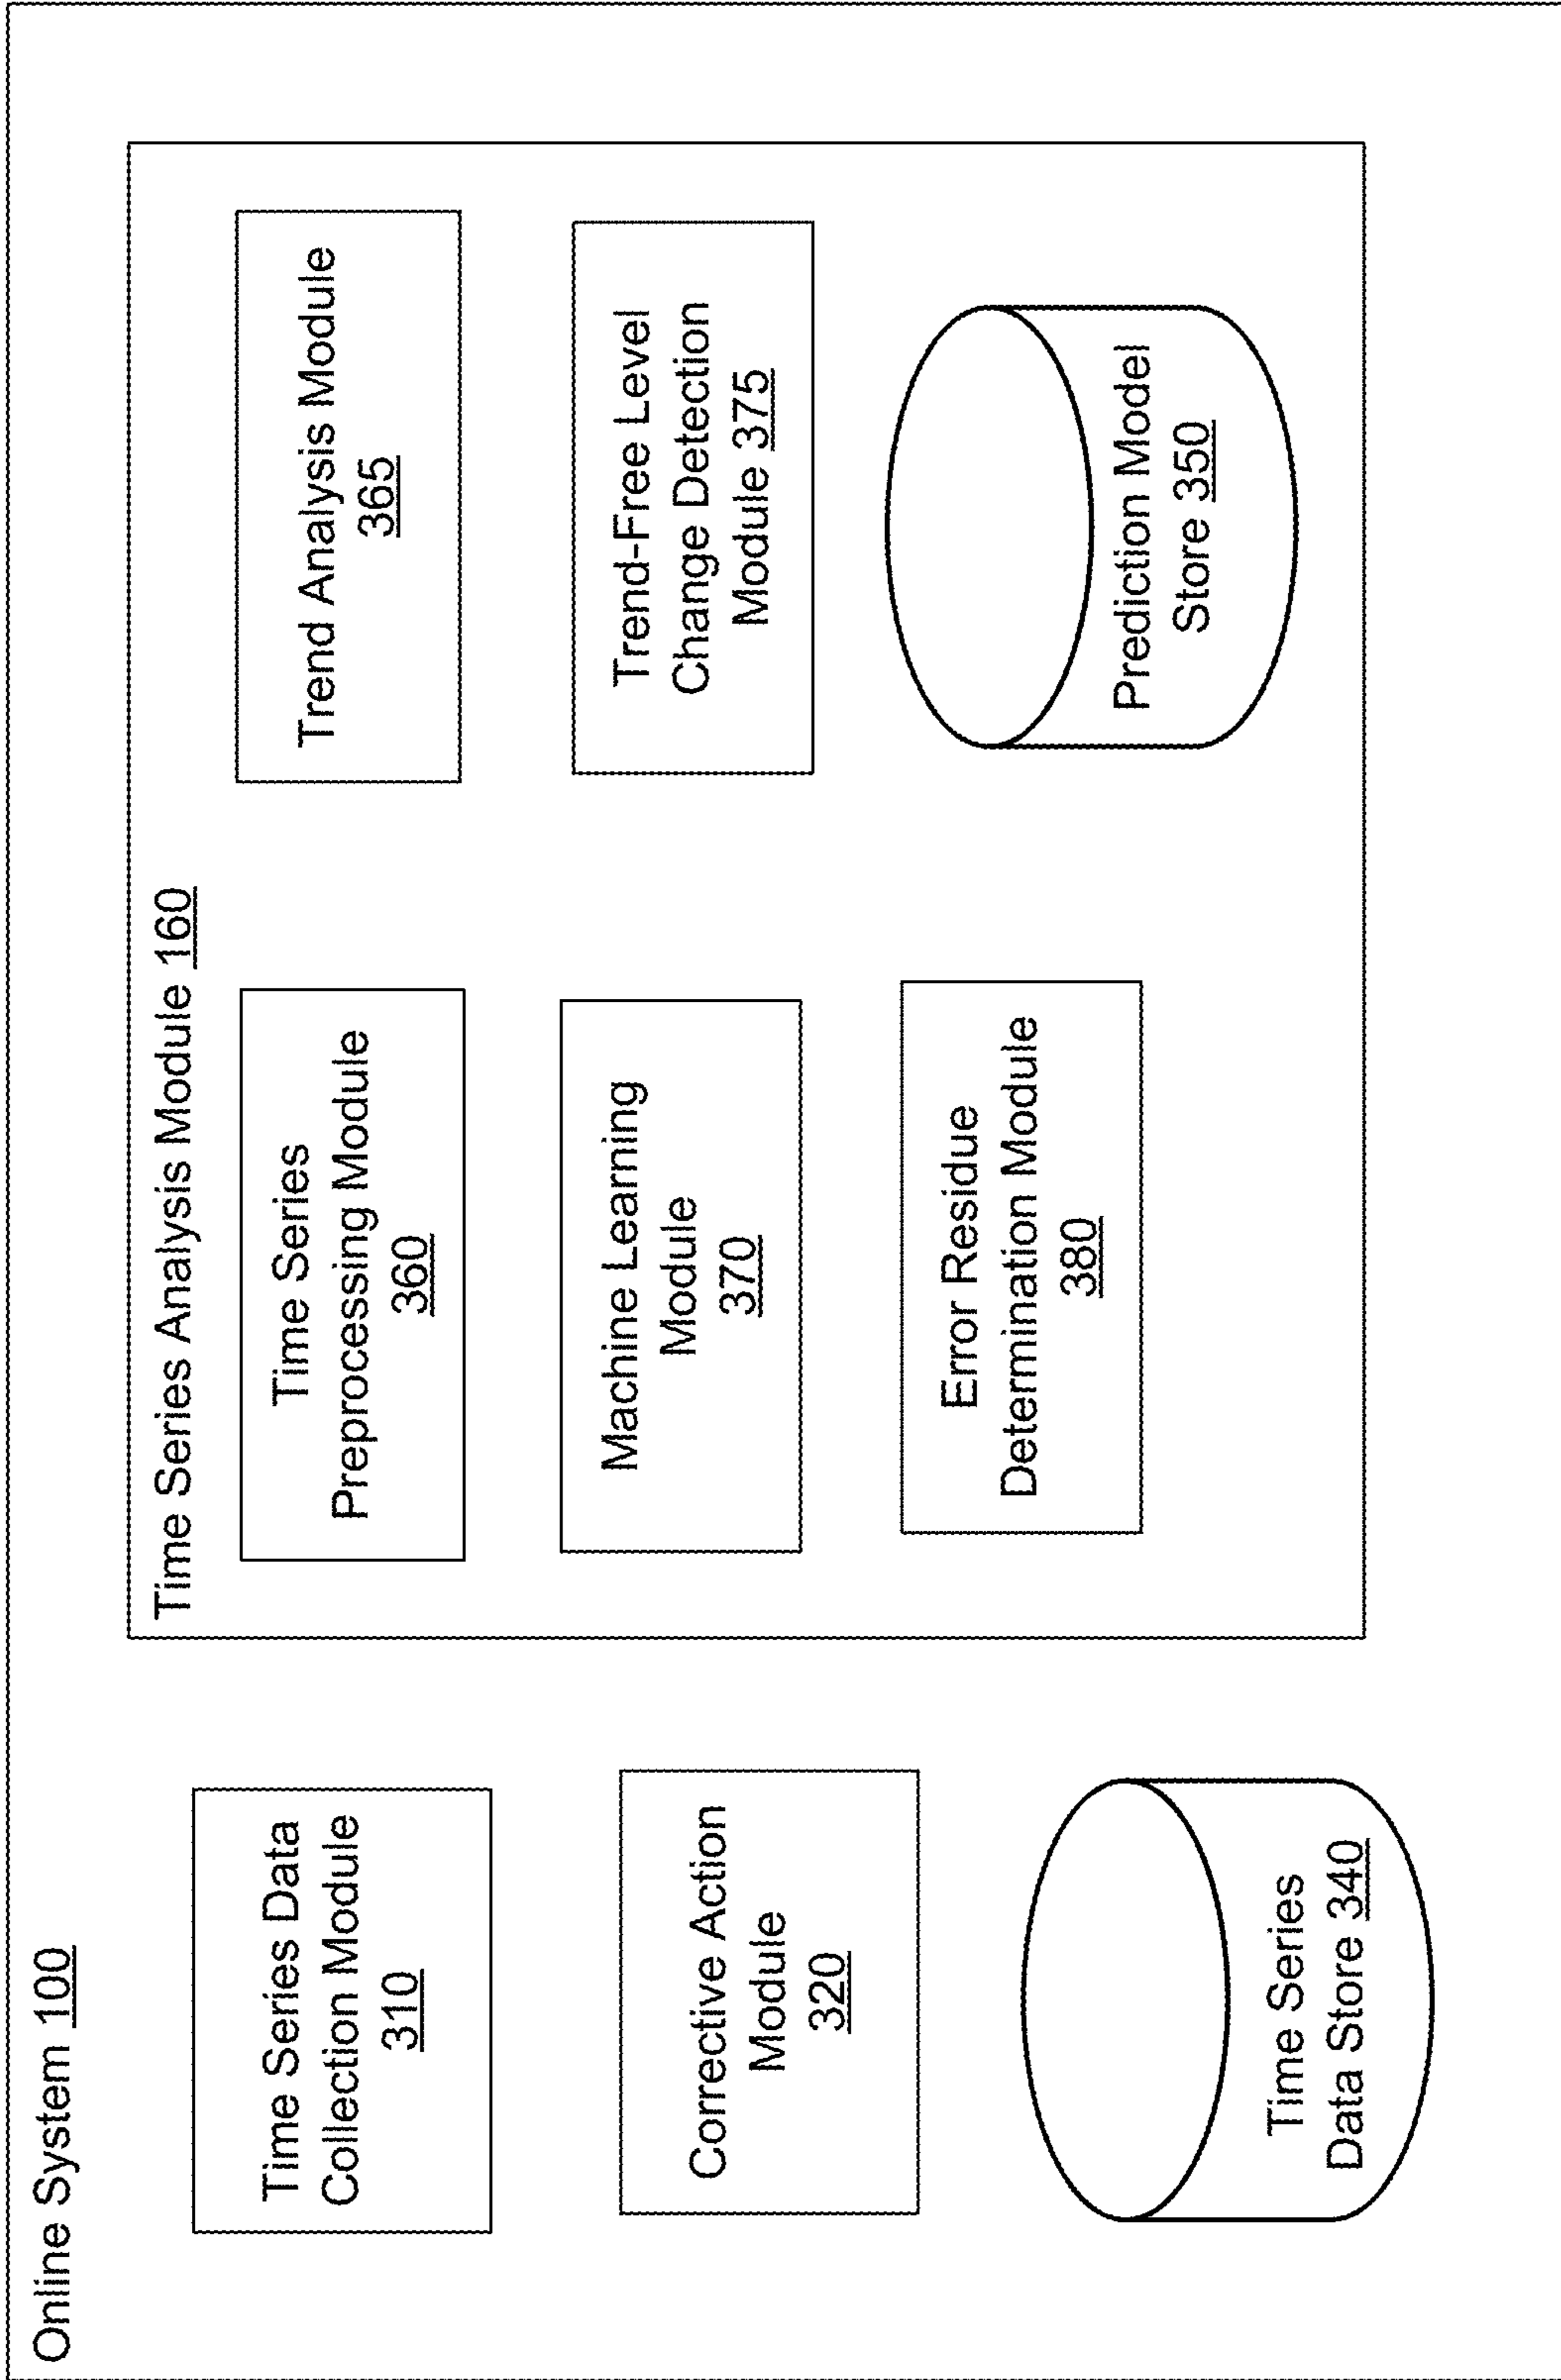 Online System 100
Time Series Data
Collection Module
310
Corrective Action
Module
320
Time Series
Data Store 340
Time Series Analysis Module 160
Time Series
Preprocessing Module
360
Trend Analysis Module
365
Machine Learning
Module
370
Trend-Free Level
Change Detection
Module 375
Error Residue
Determination Module
380
Prediction Model
Store 350